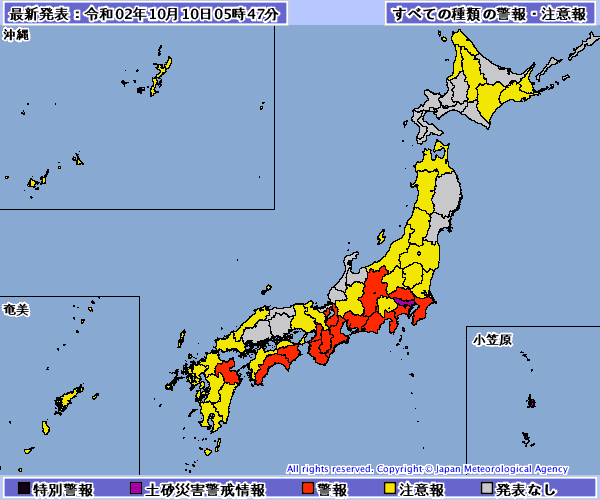 最新発表：令和02年10月10日05時47分
すべての種類の警報・注意報
沖縄
奄美
小笠原
All rights reserved. Copyright © Japan Meteorological Agency
特別警報 土砂災害警戒情報 警報 注意報 発表なし